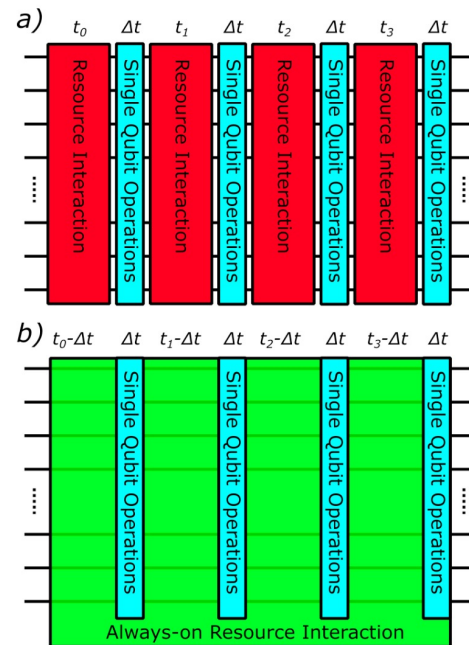 a) t₀ Δt t₁ Δt t₂ Δt t₃ Δt
Resource Interaction
Single Qubit Operations
Resource Interaction
Single Qubit Operations
Resource Interaction
Single Qubit Operations
Resource Interaction
Single Qubit Operations
b) t₀-Δt Δt t₁-Δt Δt t₂-Δt Δt t₃-Δt Δt
Single Qubit Operations
Single Qubit Operations
Single Qubit Operations
Single Qubit Operations
Always-on Resource Interaction